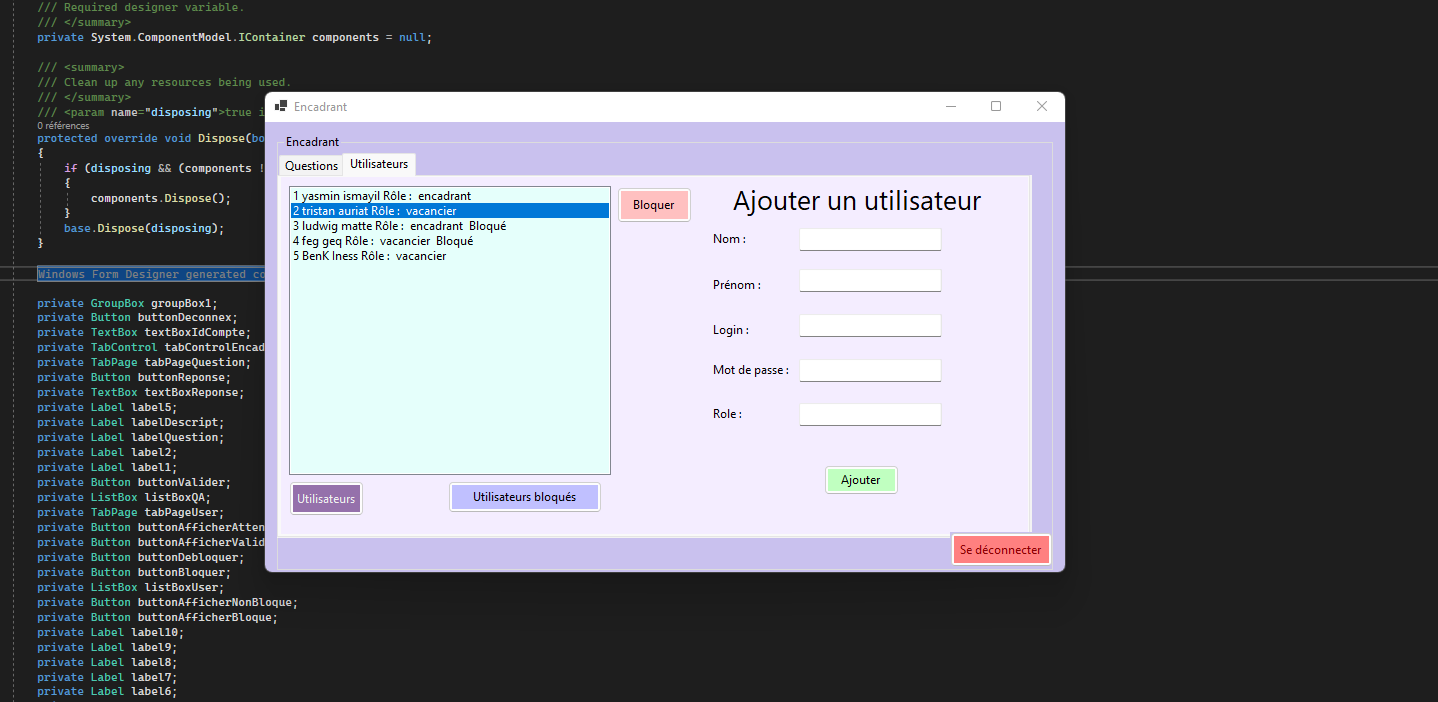 /// Required designer variable.
/// </summary>
private System.ComponentModel.IContainer components = null;
/// <summary>
/// Clean up any resources being used.
/// </summary>
/// <param name="disposing">true i
0 références
protected override void Dispose(bo
{
if (disposing && (components !
{
components.Dispose();
}
base.Dispose(disposing);
}
Windows Form Designer generated co
private GroupBox groupBox1;
private Button buttonDeconnex;
private TextBox textBoxIdCompte;
private TabControl tabControlEncad
private TabPage tabPageQuestion;
private Button buttonReponse;
private TextBox textBoxReponse;
private Label label5;
private Label labelDescript;
private Label labelQuestion;
private Label label2;
private Label label1;
private Button buttonValider;
private ListBox listBoxQA;
private TabPage tabPageUser;
private Button buttonAfficherAtten
private Button buttonAfficherValid
private Button buttonDebloquer;
private Button buttonBloquer;
private ListBox listBoxUser;
private Button buttonAfficherNonBloque;
private Button buttonAfficherBloque;
private Label label10;
private Label label9;
private Label label8;
private Label label7;
private Label label6;
Encadrant
Encadrant
Questions Utilisateurs
1 yasmin ismayil Rôle : encadrant
2 tristan auriat Rôle : vacancier
3 ludwig matte Rôle : encadrant Bloqué
4 feg geq Rôle : vacancier Bloqué
5 BenK Iness Rôle : vacancier
Bloquer
Utilisateurs
Utilisateurs bloqués
Ajouter un utilisateur
Nom :
Prénom :
Login :
Mot de passe :
Role :
Ajouter
Se déconnecter